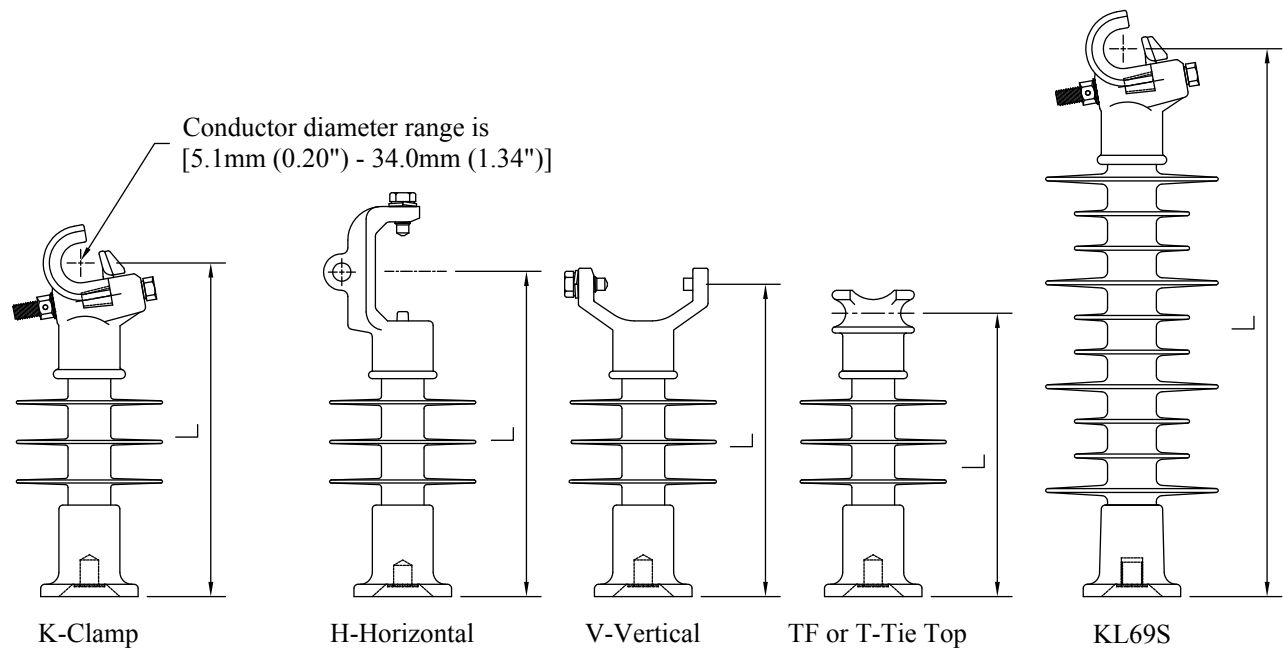 Conductor diameter range is
[5.1mm (0.20") - 34.0mm (1.34")]
L
L
L
L
L
K-Clamp
H-Horizontal
V-Vertical
TF or T-Tie Top
KL69S